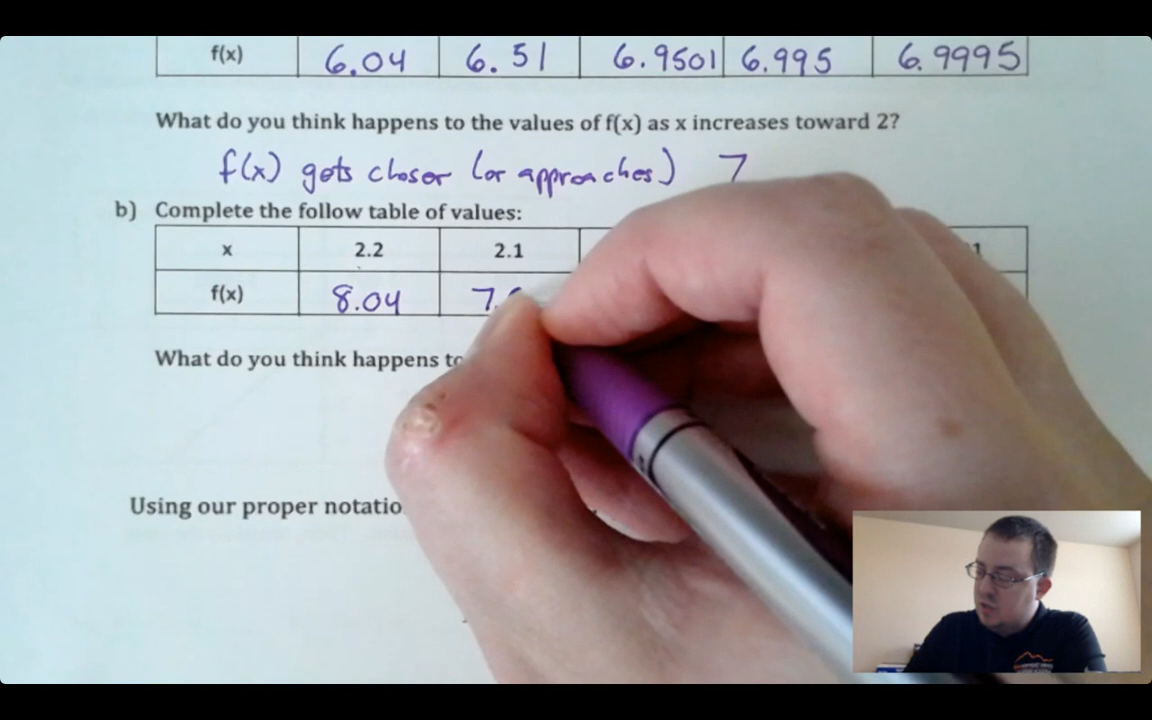 f(x) 6.04 6.51 6.9501 6.995 6.9995
What do you think happens to the values of f(x) as x increases toward 2?
f(x) gets closer (or approaches) 7
b) Complete the follow table of values:
x 2.2 2.1
f(x) 8.04 7.
What do you think happens to
Using our proper notatio